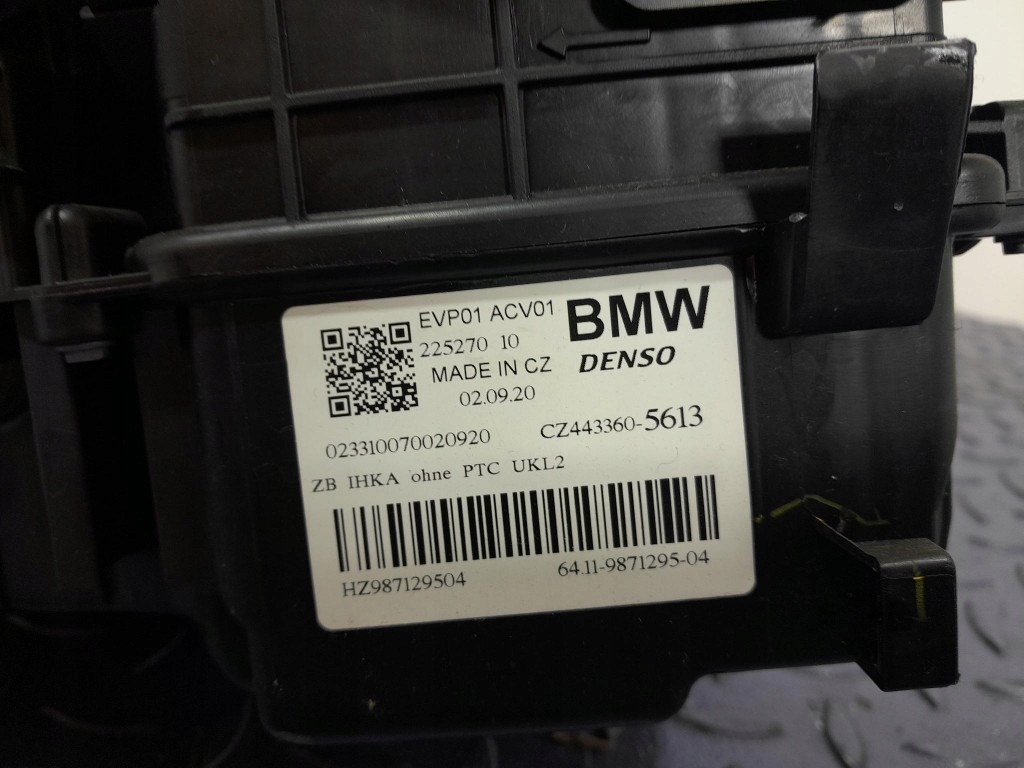 EVP01 ACV01
BMW
225270 10
DENSO
MADE IN CZ
02.09.20
023310070020920
CZ443360-5613
ZB IHKA ohne PTC UKL2
HZ987129504
64.11-9871295-04